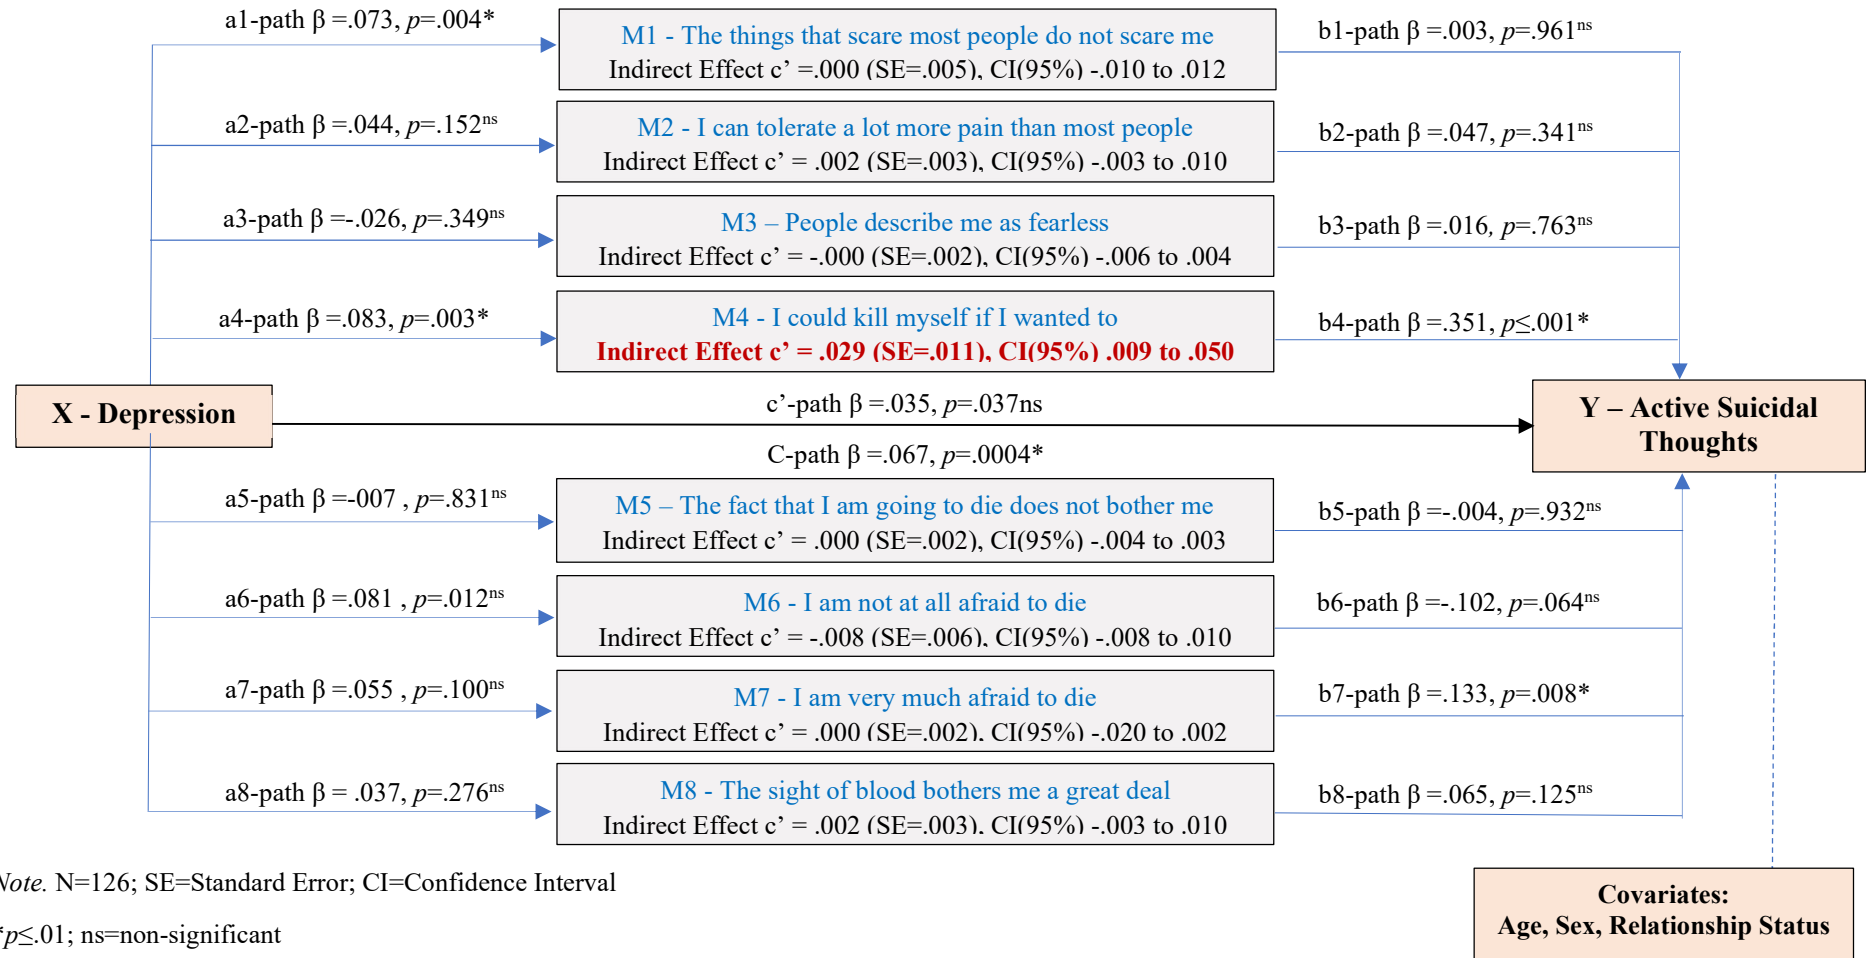 a1-path β =.073, p=.004*
M1 - The things that scare most people do not scare me
Indirect Effect c’ =.000 (SE=.005), CI(95%) -.010 to .012
b1-path β =.003, p=.961ns
a2-path β =.044, p=.152ns
M2 - I can tolerate a lot more pain than most people
Indirect Effect c’ = .002 (SE=.003), CI(95%) -.003 to .010
b2-path β =.047, p=.341ns
a3-path β =-.026, p=.349ns
M3 – People describe me as fearless
Indirect Effect c’ = -.000 (SE=.002), CI(95%) -.006 to .004
b3-path β =.016, p=.763ns
a4-path β =.083, p=.003*
M4 - I could kill myself if I wanted to
Indirect Effect c’ = .029 (SE=.011), CI(95%) .009 to .050
b4-path β =.351, p≤.001*
X - Depression
c’-path β =.035, p=.037ns
C-path β =.067, p=.0004*
Y – Active Suicidal
Thoughts
a5-path β =-007 , p=.831ns
M5 – The fact that I am going to die does not bother me
Indirect Effect c’ = .000 (SE=.002), CI(95%) -.004 to .003
b5-path β =-.004, p=.932ns
a6-path β =.081 , p=.012ns
M6 - I am not at all afraid to die
Indirect Effect c’ = -.008 (SE=.006), CI(95%) -.008 to .010
b6-path β =-.102, p=.064ns
a7-path β =.055 , p=.100ns
M7 - I am very much afraid to die
Indirect Effect c’ = .000 (SE=.002), CI(95%) -.020 to .002
b7-path β =.133, p=.008*
a8-path β = .037, p=.276ns
M8 - The sight of blood bothers me a great deal
Indirect Effect c’ = .002 (SE=.003), CI(95%) -.003 to .010
b8-path β =.065, p=.125ns
Note. N=126; SE=Standard Error; CI=Confidence Interval
*p≤.01; ns=non-significant
Covariates:
Age, Sex, Relationship Status